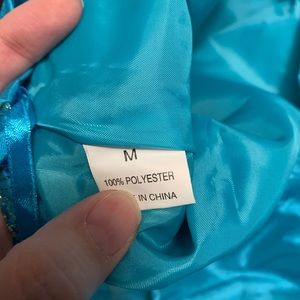 M
100% POLYESTER
IN CHINA